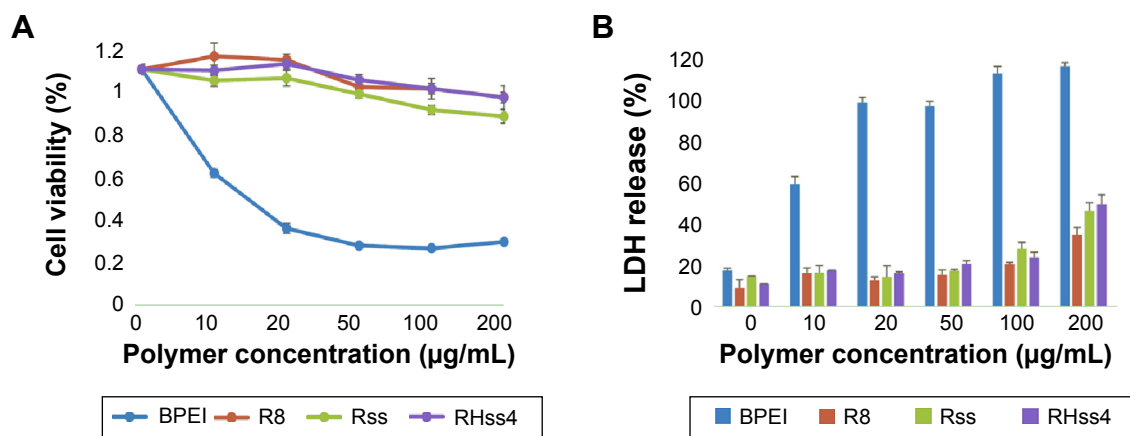 A
Cell viability (%)
1.2
1
0.8
0.6
0.4
0.2
0
0 10 20 50 100 200
Polymer concentration (µg/mL)
BPEI R8 Rss RHss4
B
LDH release (%)
120
100
80
60
40
20
0
0 10 20 50 100 200
Polymer concentration (µg/mL)
BPEI R8 Rss RHss4